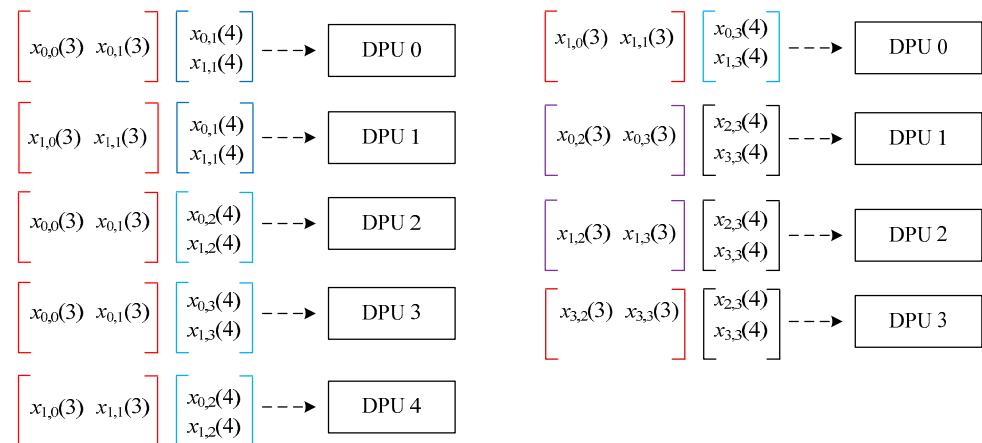 x0,0(3) x0,1(3) x0,1(4) x1,1(4) DPU 0
x1,0(3) x1,1(3) x0,1(4) x1,1(4) DPU 1
x0,0(3) x0,1(3) x0,2(4) x1,2(4) DPU 2
x0,0(3) x0,1(3) x0,3(4) x1,3(4) DPU 3
x1,0(3) x1,1(3) x0,2(4) x1,2(4) DPU 4
x1,0(3) x1,1(3) x0,3(4) x1,3(4) DPU 0
x0,2(3) x0,3(3) x2,3(4) x3,3(4) DPU 1
x1,2(3) x1,3(3) x2,3(4) x3,3(4) DPU 2
x3,2(3) x3,3(3) x2,3(4) x3,3(4) DPU 3